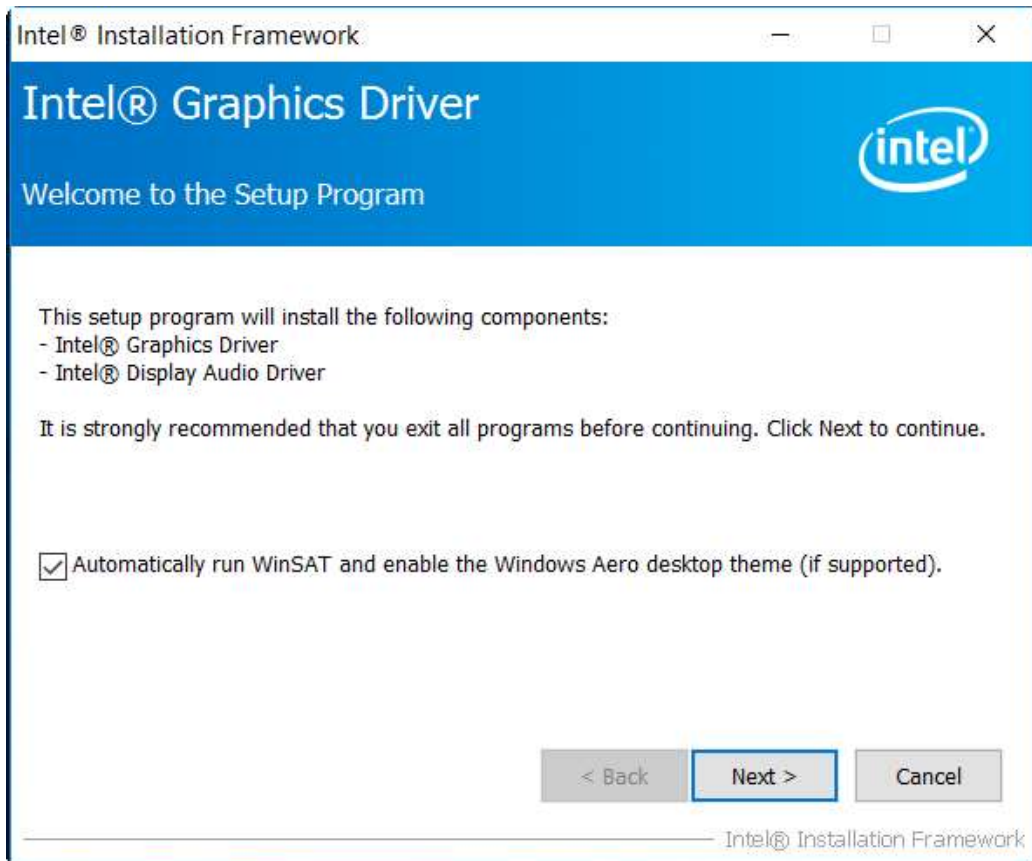 Intel® Installation Framework
Intel® Graphics Driver
intel
Welcome to the Setup Program
This setup program will install the following components:
- Intel® Graphics Driver
- Intel® Display Audio Driver
It is strongly recommended that you exit all programs before continuing. Click Next to continue.
Automatically run WinSAT and enable the Windows Aero desktop theme (if supported).
< Back Next > Cancel
Intel® Installation Framework